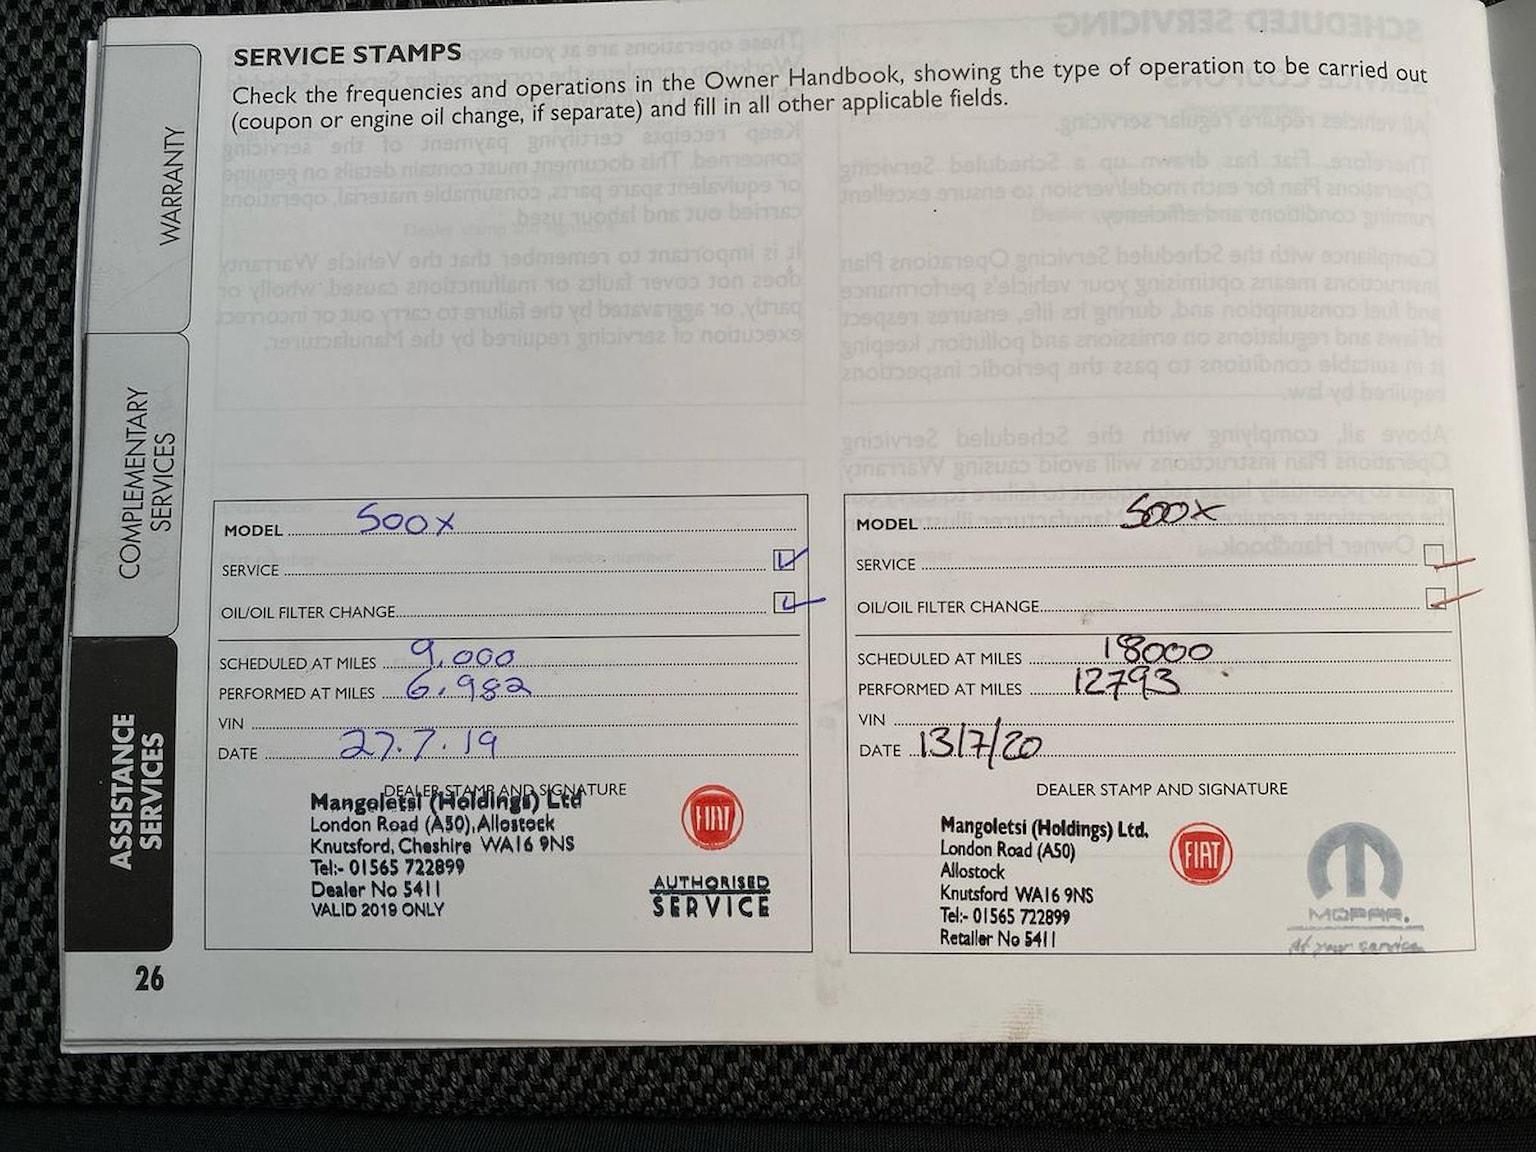 SERVICE STAMPS
Check the frequencies and operations in the Owner Handbook, showing the type of operation to be carried out
(coupon or engine oil change, if separate) and fill in all other applicable fields.
WARRANTY
COMPLEMENTARY
SERVICES
ASSISTANCE
SERVICES
26
MODEL 500X
SERVICE
OIL/OIL FILTER CHANGE
SCHEDULED AT MILES 9,000
PERFORMED AT MILES 6,982
VIN
DATE 27.7.19
DEALER STAMP AND SIGNATURE
Mangoletsi (Holdings) Ltd
London Road (A50), Allostock
Knutsford, Cheshire WA16 9NS
Tel:- 01565 722899
Dealer No 5411
VALID 2019 ONLY
FIAT
AUTHORISED
SERVICE
MODEL 500X
SERVICE
OIL/OIL FILTER CHANGE
SCHEDULED AT MILES 18000
PERFORMED AT MILES 12793
VIN
DATE 13/7/20
DEALER STAMP AND SIGNATURE
Mangoletsi (Holdings) Ltd.
London Road (A50)
Allostock
Knutsford WA16 9NS
Tel:- 01565 722899
Retailer No 5411
FIAT
MOPAR.
At your service